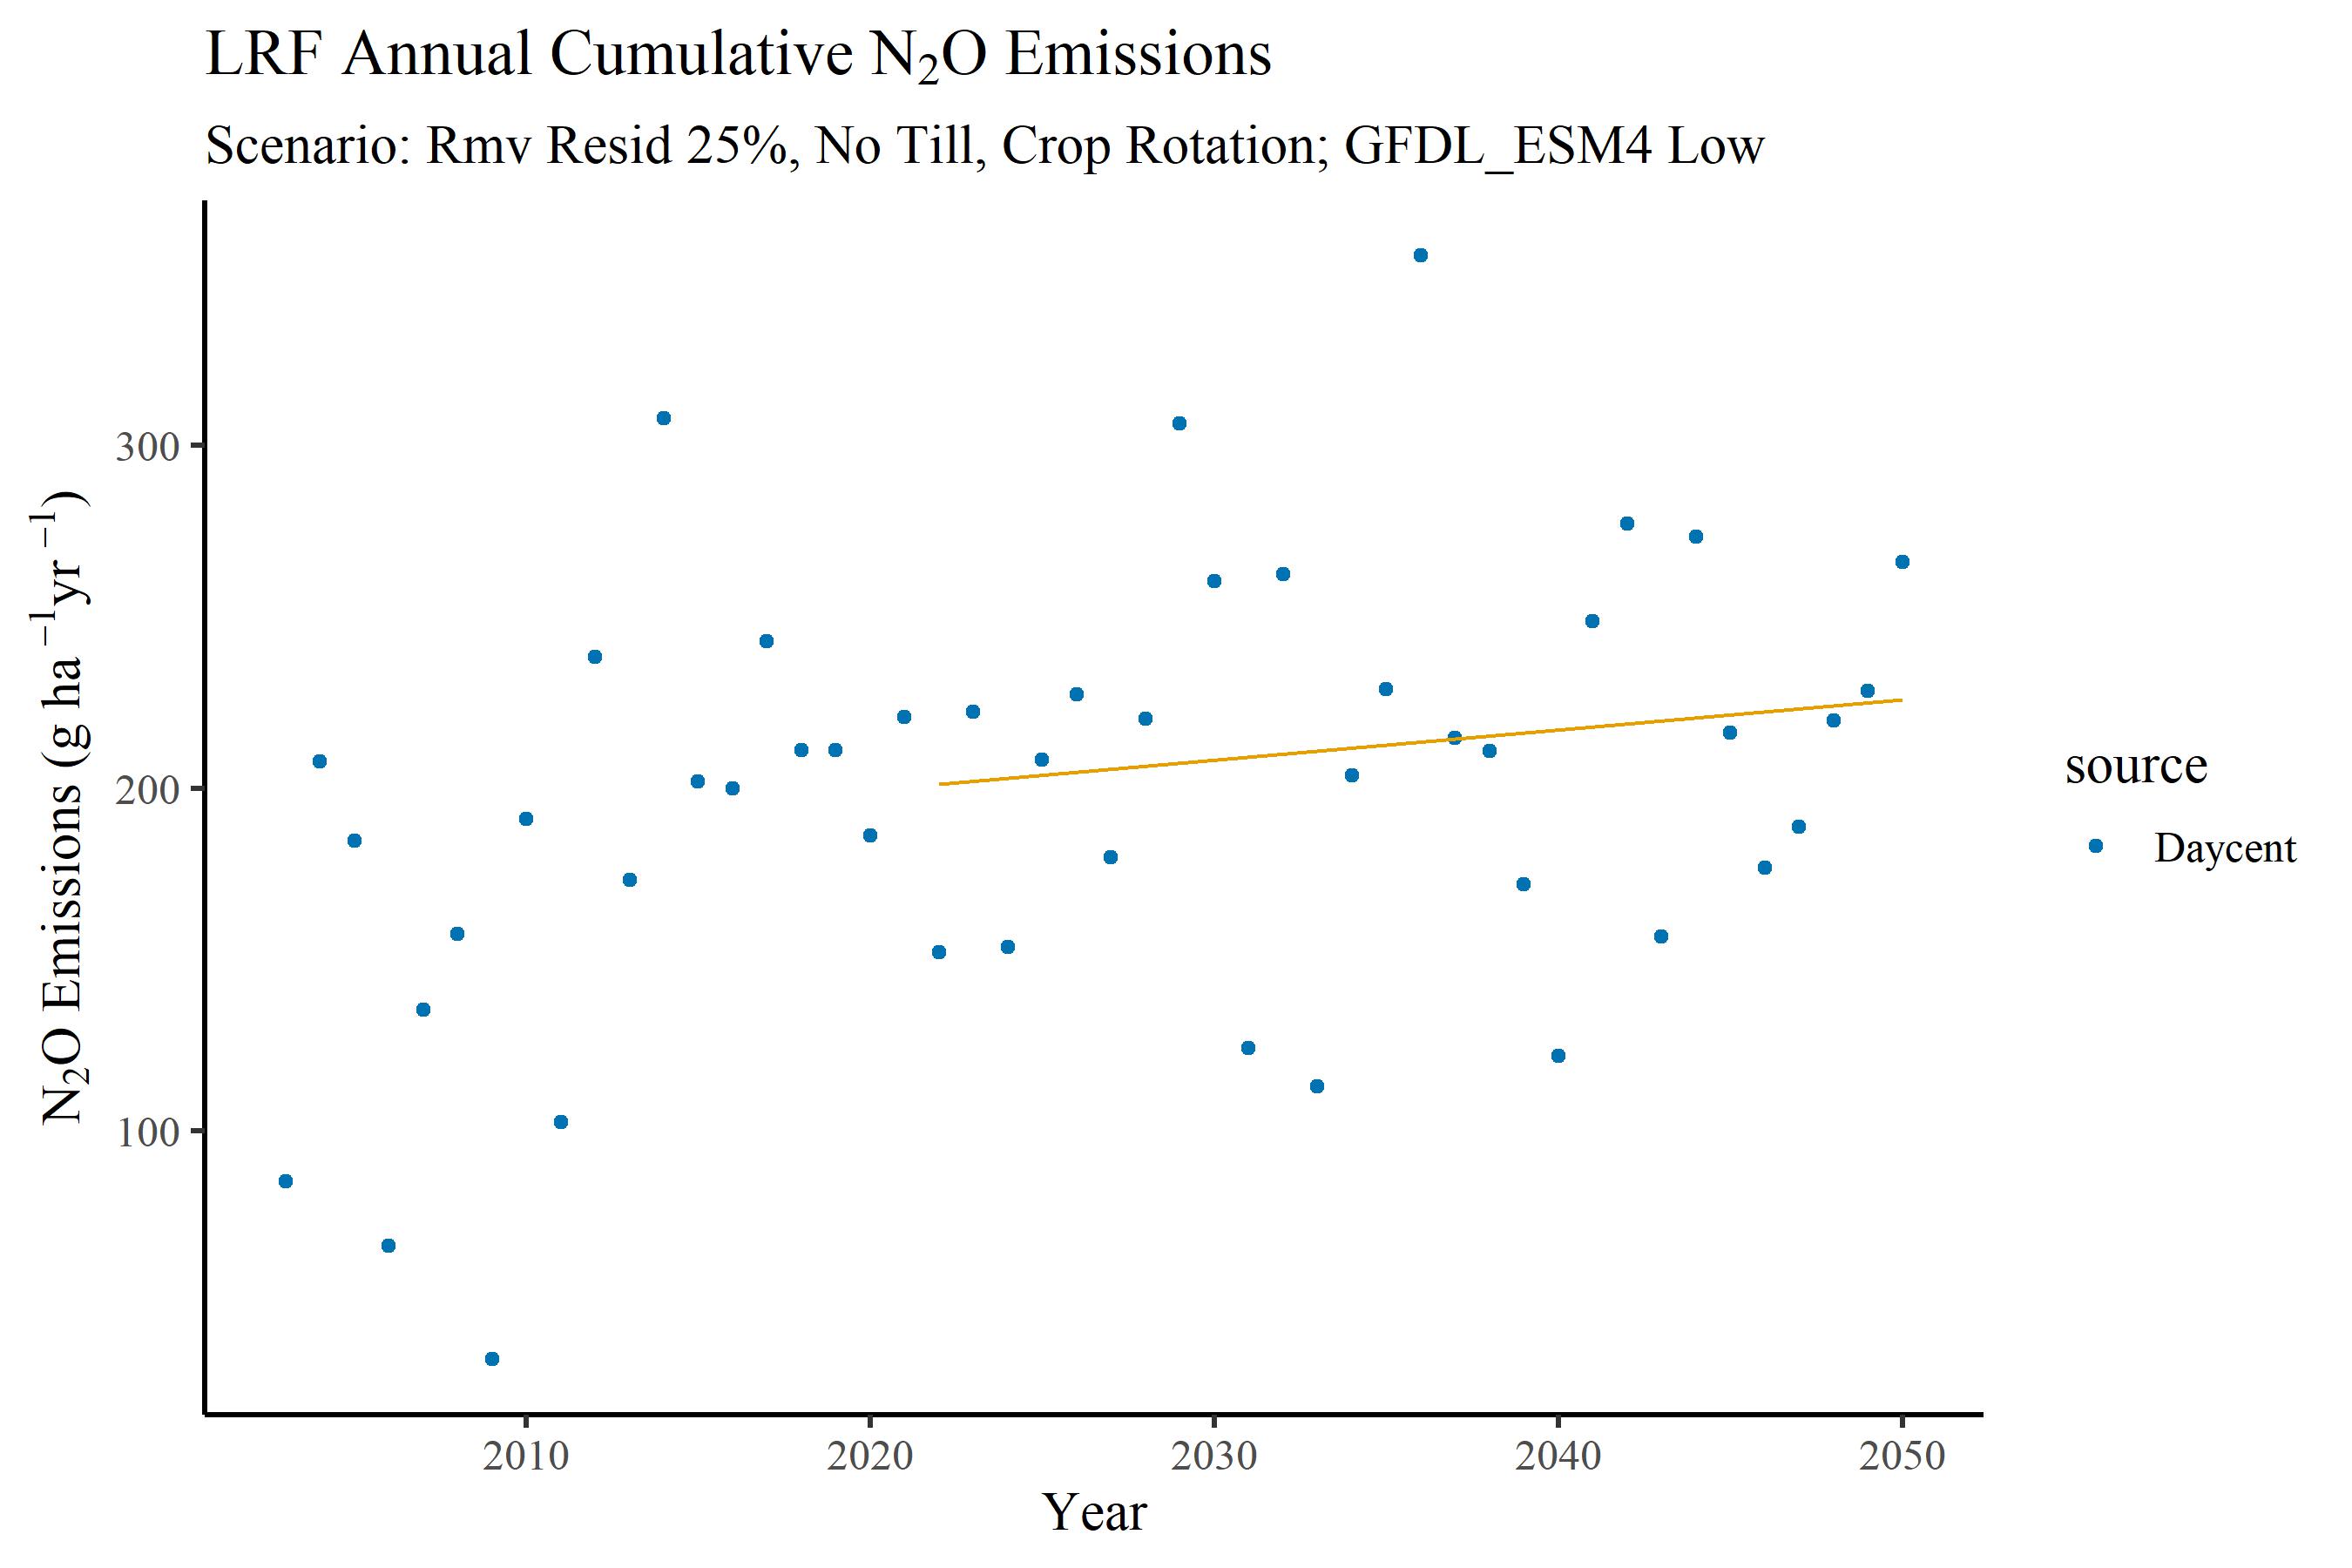 LRF Annual Cumulative N₂O Emissions
Scenario: Rmv Resid 25%, No Till, Crop Rotation; GFDL_ESM4 Low
N₂O Emissions (g ha ⁻¹yr ⁻¹)
300
200
100
2010 2020 2030 2040 2050
Year
source
Daycent